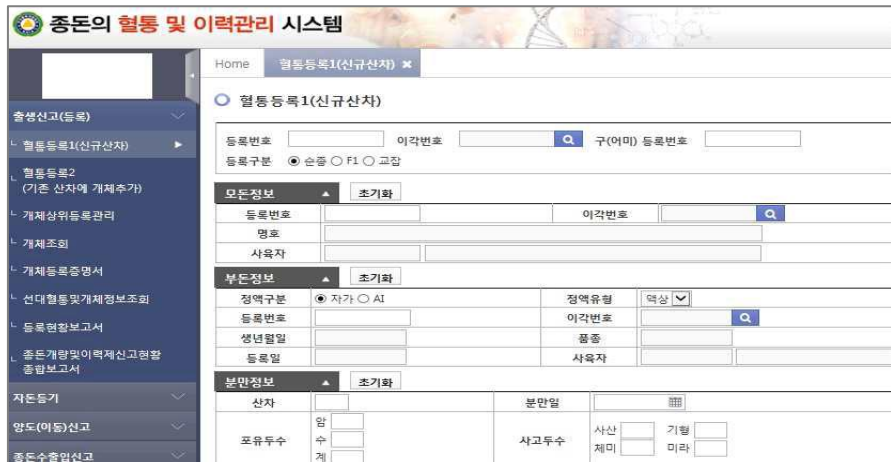 종돈의 혈통 및 이력관리 시스템
Home 혈통등록1(신규산차) ×
혈통등록1(신규산차)
출생신고(등록)
혈통등록1(신규산차)
혈통등록2
(기존 산차에 개체추가)
개체상위등록관리
개체조회
개체등록증명서
선대혈통및개체정보조회
등록현황보고서
종돈개량및이력제신고현황
종합보고서
자돈등기
양도(이동)신고
종돈수출입신고
등록번호 이각번호 구(어미) 등록번호
등록구분 순종 F1 교잡
모돈정보 초기화
등록번호 이각번호
명호
사육자
부돈정보 초기화
정액구분 자가 AI 정액유형 액상
등록번호 이각번호
생년월일 품종
등록일 사육자
분만정보 초기화
산차 분만일
포유두수 암 수 계
사고두수 사산 기형
체미 미라